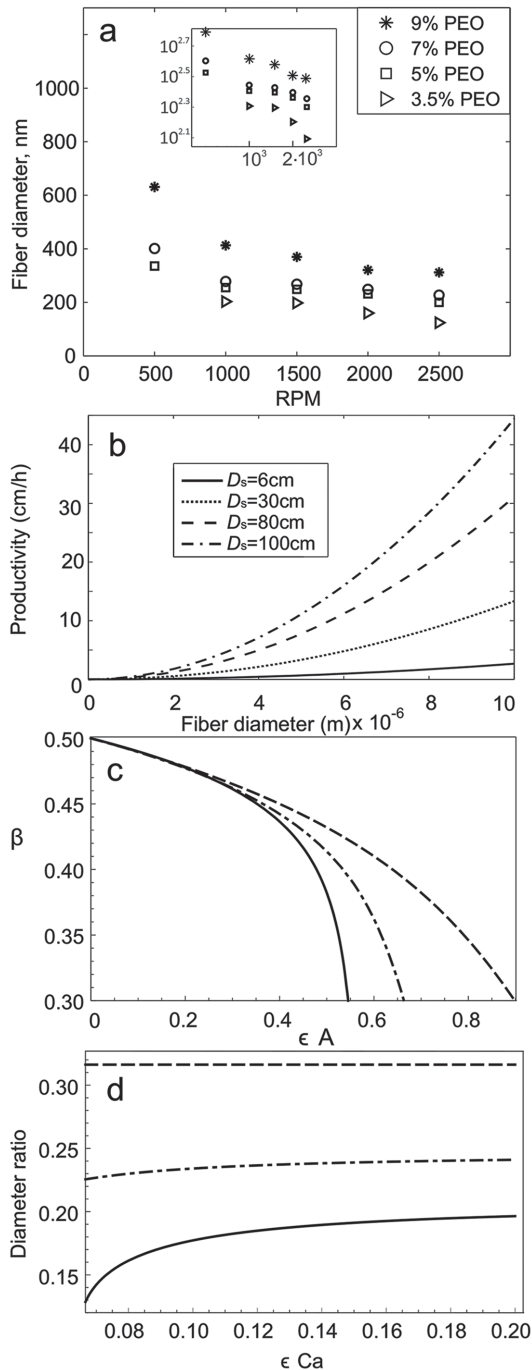 a
10^2.7
10^2.5
10^2.3
10^2.1
10^3
2·10^3
9% PEO
7% PEO
5% PEO
3.5% PEO
Fiber diameter, nm
1000
800
600
400
200
0
0
500
1000
1500
2000
2500
RPM
b
Ds=6cm
Ds=30cm
Ds=80cm
Ds=100cm
Productivity (cm/h)
40
30
20
10
0
0
2
4
6
8
10
Fiber diameter (m) x 10^-6
c
β
0.50
0.45
0.40
0.35
0.30
0
0.2
0.4
0.6
0.8
ϵ A
d
Diameter ratio
0.30
0.25
0.20
0.15
0.08
0.10
0.12
0.14
0.16
0.18
0.20
ϵ Ca